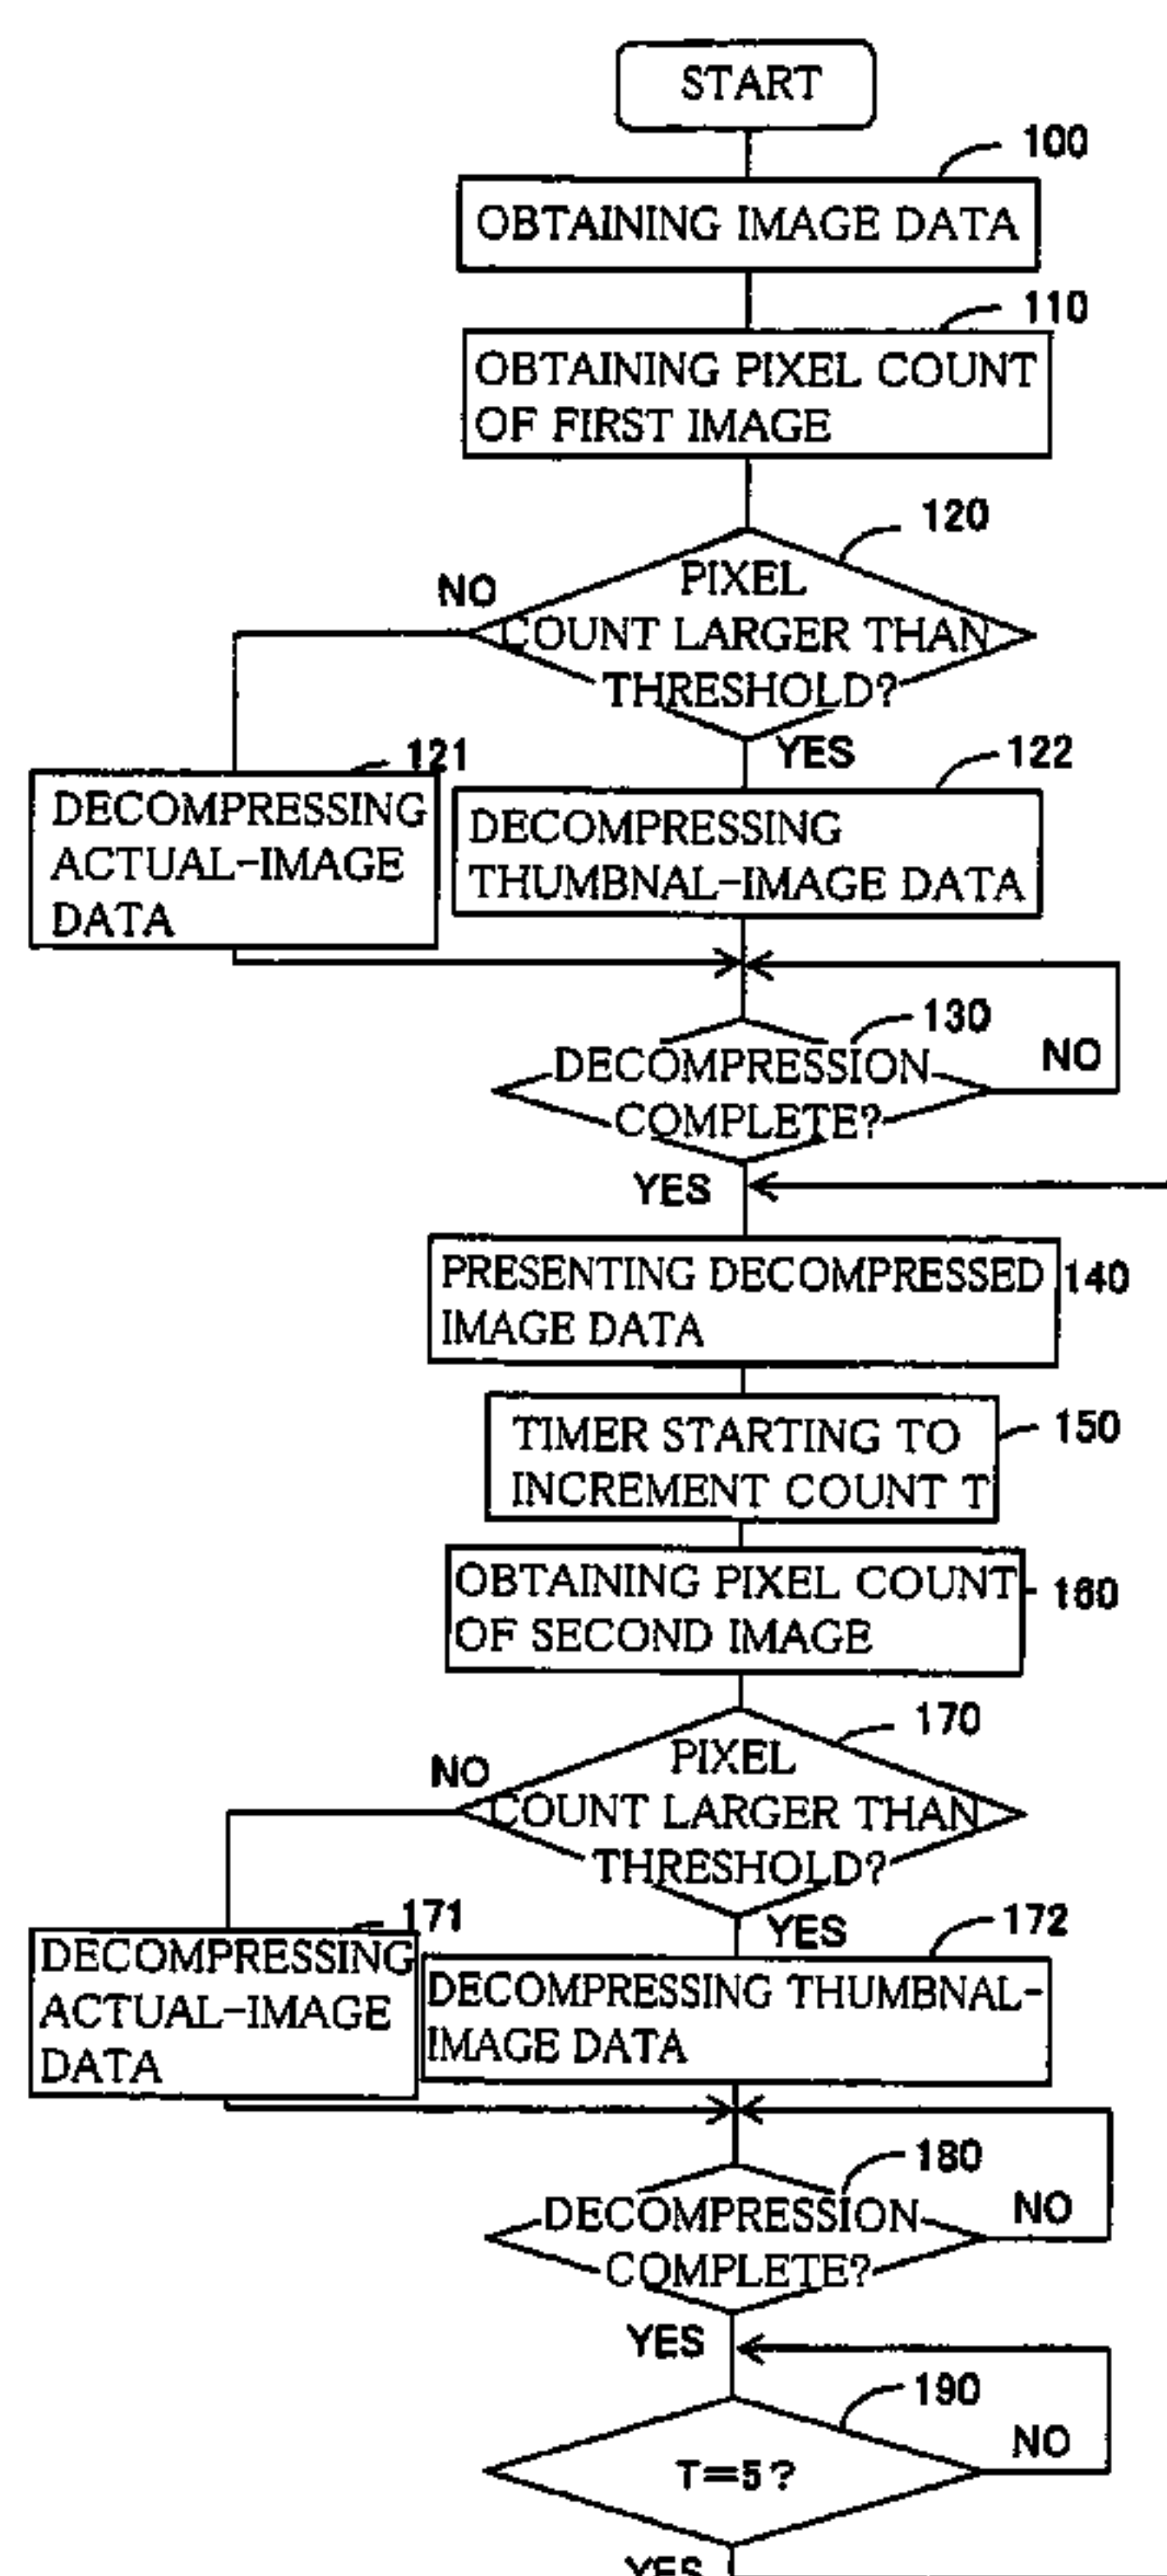 START
100
OBTAINING IMAGE DATA
110
OBTAINING PIXEL COUNT
OF FIRST IMAGE
120
NO
PIXEL
COUNT LARGER THAN
THRESHOLD?
YES
121
122
DECOMPRESSING
ACTUAL-IMAGE
DATA
DECOMPRESSING
THUMBNAL-IMAGE DATA
130
DECOMPRESSION
COMPLETE?
NO
YES
PRESENTING DECOMPRESSED
IMAGE DATA
140
TIMER STARTING TO
INCREMENT COUNT T
150
OBTAINING PIXEL COUNT
OF SECOND IMAGE
160
170
NO
PIXEL
COUNT LARGER THAN
THRESHOLD?
YES
171
172
DECOMPRESSING
ACTUAL-IMAGE
DATA
DECOMPRESSING THUMBNAL-
IMAGE DATA
180
DECOMPRESSION
COMPLETE?
NO
YES
190
T=5?
NO
YES